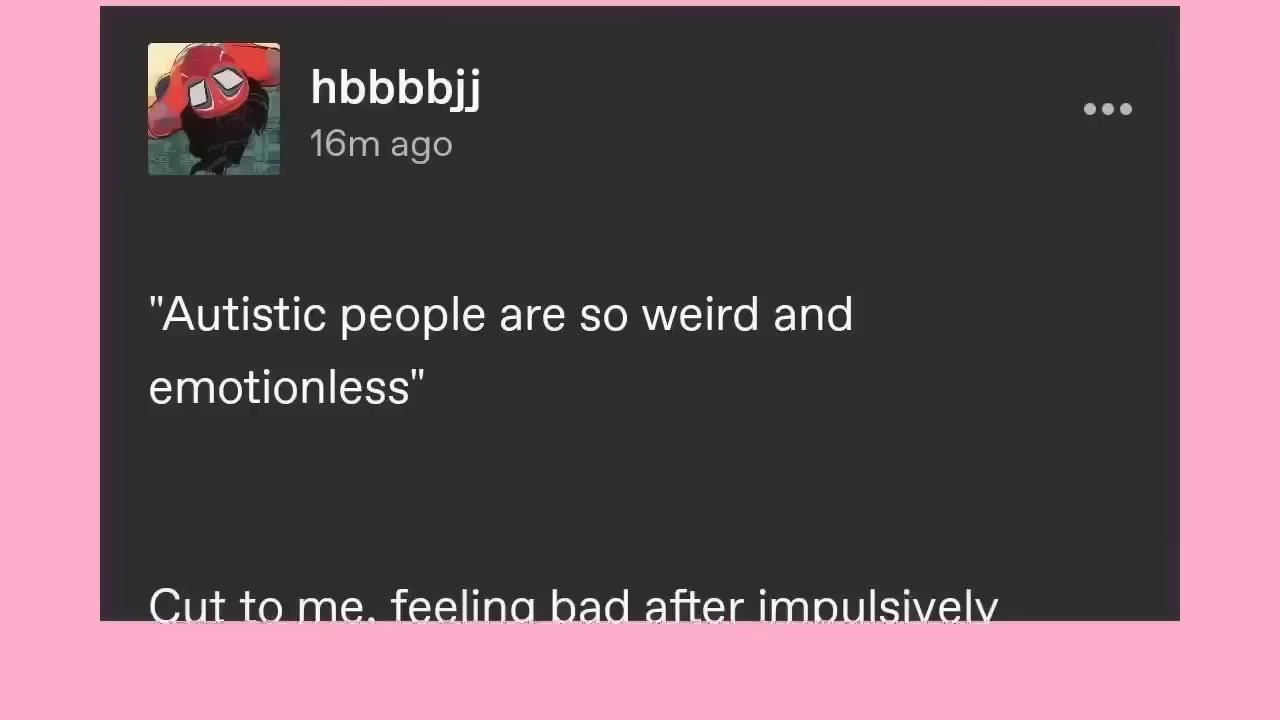 hbbbbjj
16m ago
"Autistic people are so weird and
emotionless"
Cut to me, feeling bad after impulsively